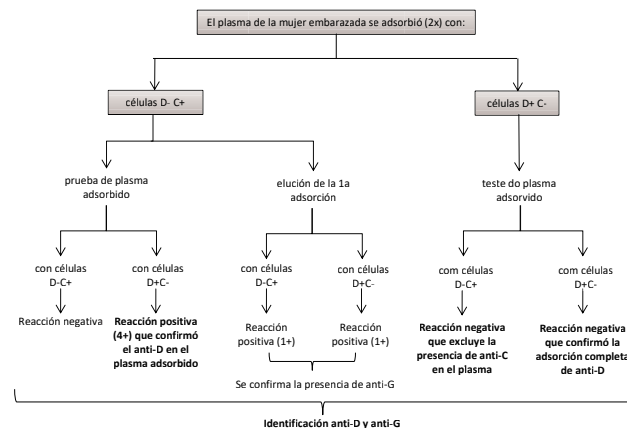 El plasma de la mujer embarazada se adsorbió (2x) con:
células D- C+
células D+ C-
prueba de plasma
adsorbido
elución de la 1a
adsorción
teste do plasma
adsorvido
con células
D-C+
con células
D+C-
con células
D-C+
con células
D+C-
com células
D-C+
com células
D+C-
Reacción negativa
Reacción positiva
(4+) que confirmó
el anti-D en el
plasma adsorbido
Reacción
positiva (1+)
Reacción
positiva (1+)
Reacción negativa
que excluye la
presencia de anti-C
en el plasma
Reacción negativa
que confirmó la
adsorción completa
de anti-D
Se confirma la presencia de anti-G
Identificación anti-D y anti-G